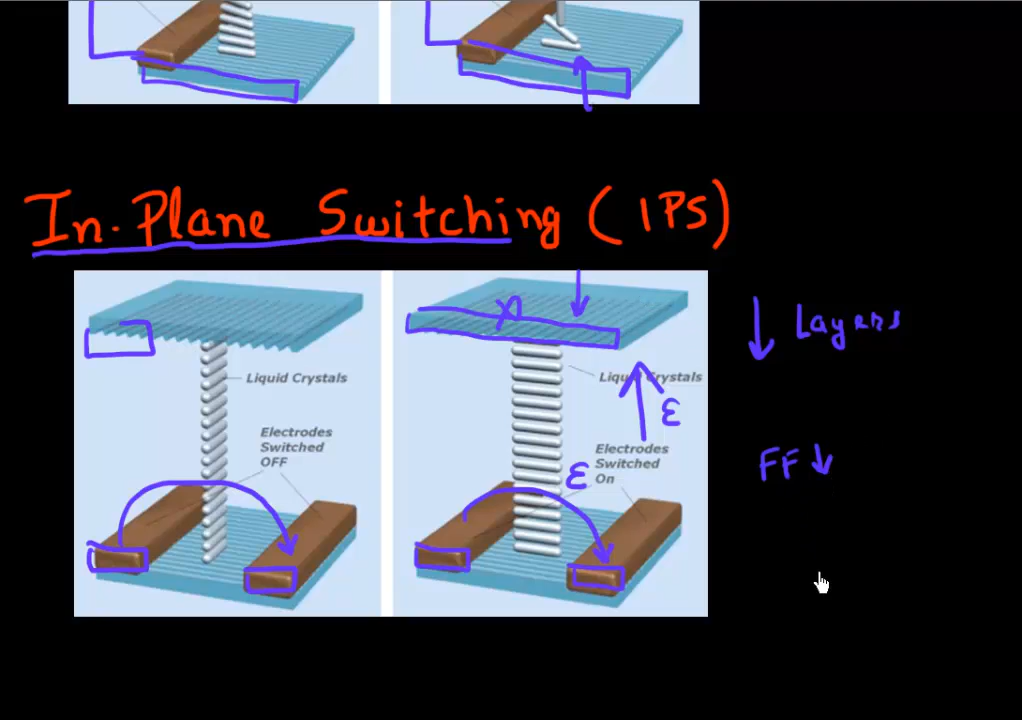 In-Plane Switching (IPS)
Liquid Crystals
Electrodes
Switched
OFF
Liquid Crystals
ε
Electrodes
Switched
On
ε
↓ Layers
FF ↓